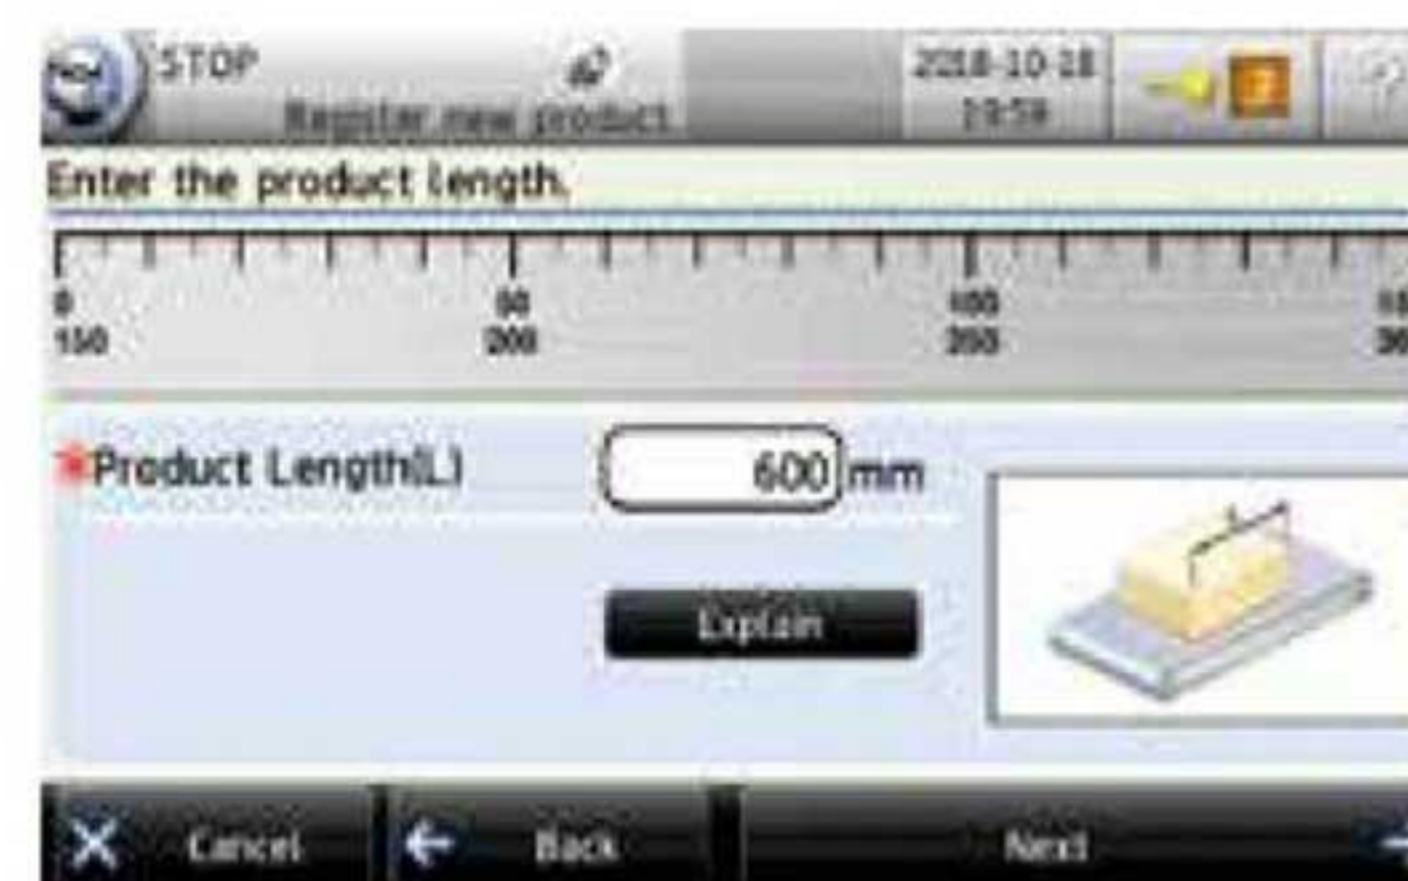 STOP
2018-10-18
Register new product
19:59
Enter the product length.
0 50 100
150 200 250
*Product Length(L) 600 mm
Explain
Cancel Back Next